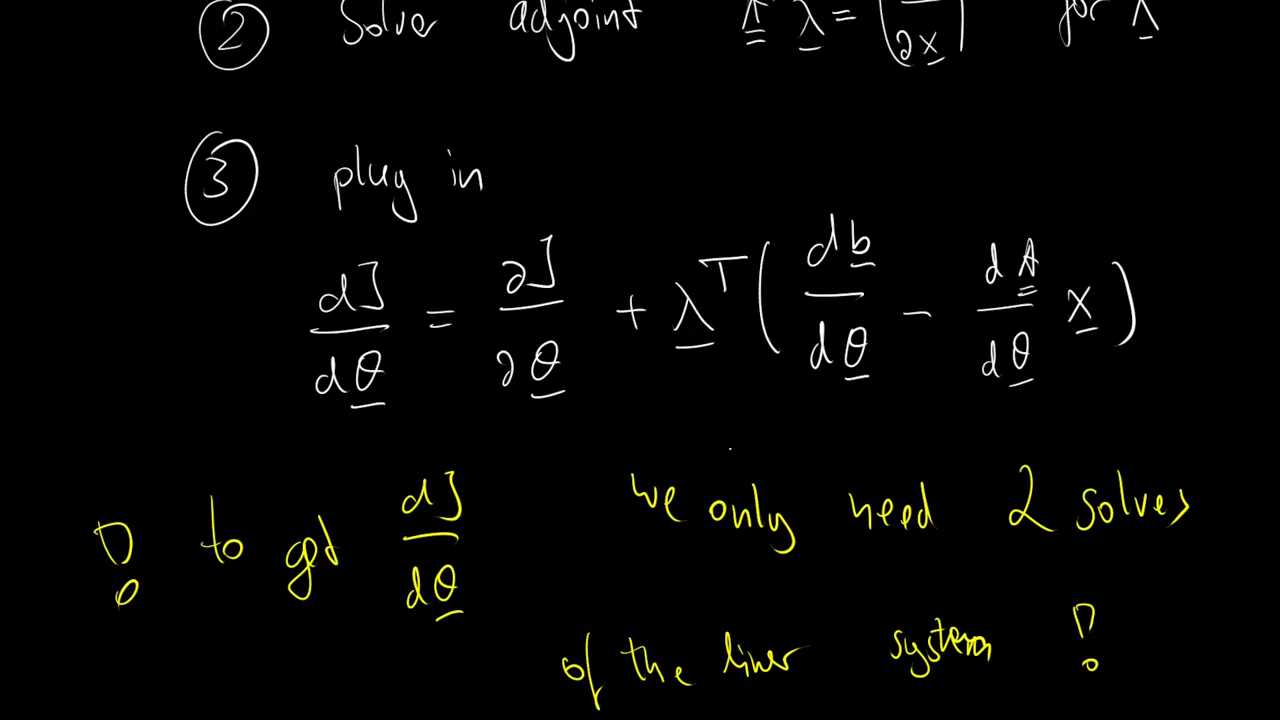 ② Solve adjoint A̳ᵀ λ̲ = (∂x̲) for λ̲
③ plug in
dJ/dθ̲ = ∂J/∂θ̲ + λ̲ᵀ ( db̲/dθ̲ − dA̳/dθ̲ x̲ )
! to get dJ/dθ̲ we only need 2 solves
of the liner system !